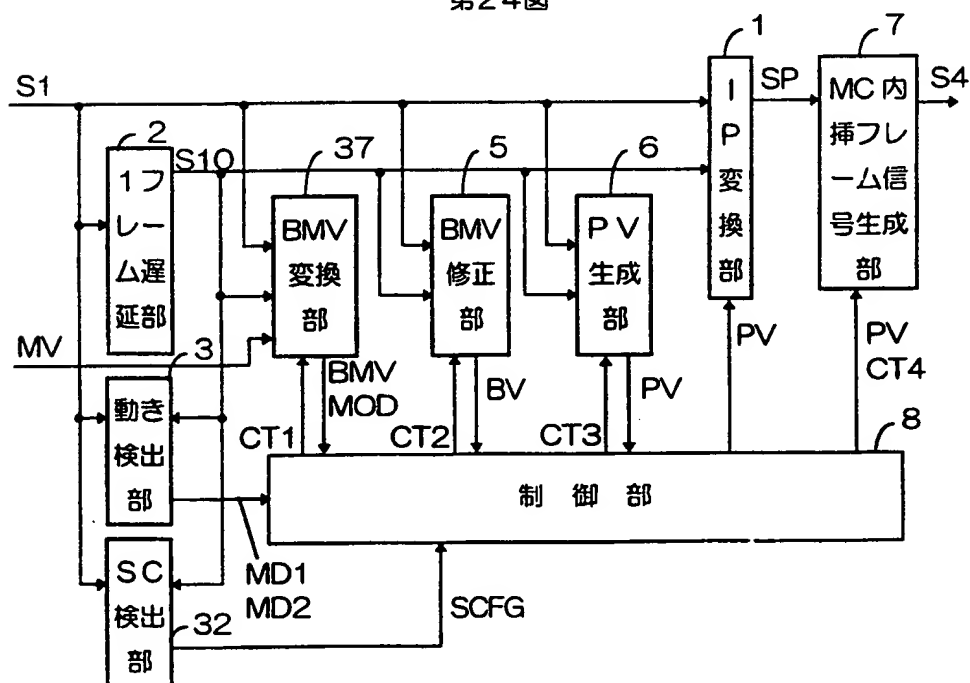 第24図
1
7
S1
SP
S4
IP変換部
MC内
挿フレ
ーム信
号生成
部
2
S10
37
5
6
1フ
レー
ム遅
延部
BMV
変換
部
BMV
修正
部
PV
生成
部
MV
3
BMV
MOD
BV
PV
PV
PV
CT4
動き
検出
部
CT1
CT2
CT3
8
制御部
MD1
MD2
SCFG
SC
検出
部
32